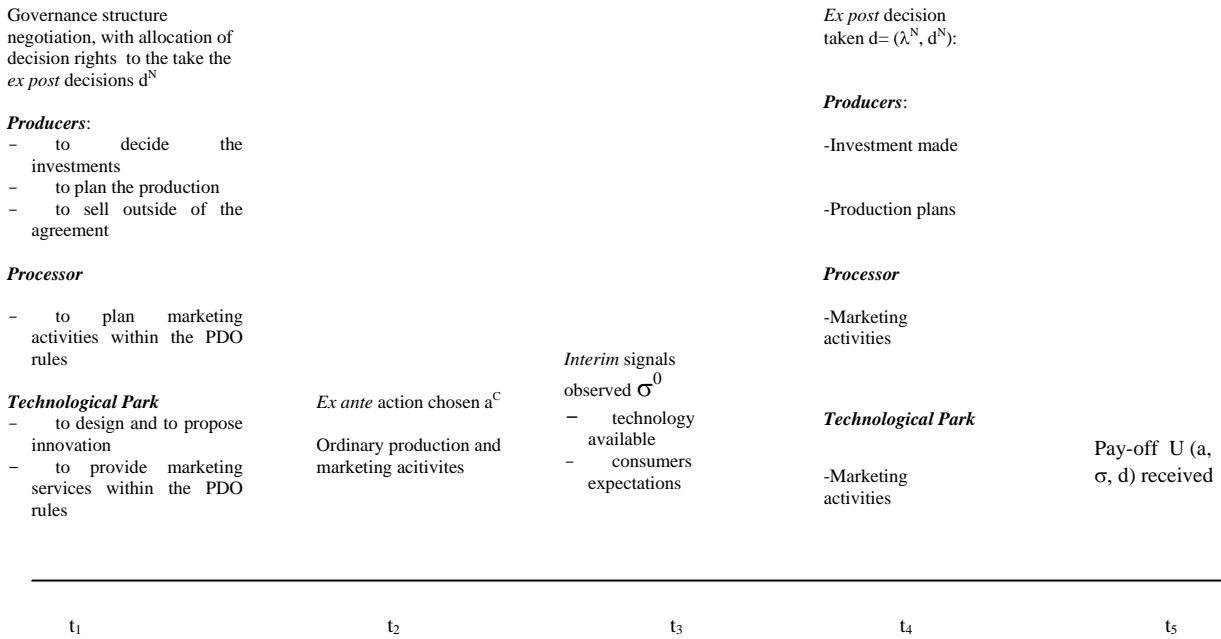 Governance structure
negotiation, with allocation of
decision rights to the take the
ex post decisions d^N
Producers:
– to decide the
investments
– to plan the production
– to sell outside of the
agreement
Processor
– to plan marketing
activities within the PDO
rules
Technological Park
– to design and to propose
innovation
– to provide marketing
services within the PDO
rules
Ex ante action chosen a^C
Ordinary production and
marketing acitivites
Interim signals
observed σ^0
– technology
available
– consumers
expectations
Ex post decision
taken d= (λ^N, d^N):
Producers:
-Investment made
-Production plans
Processor
-Marketing
activities
Technological Park
-Marketing
activities
Pay-off U (a,
σ, d) received
t1 t2 t3 t4 t5